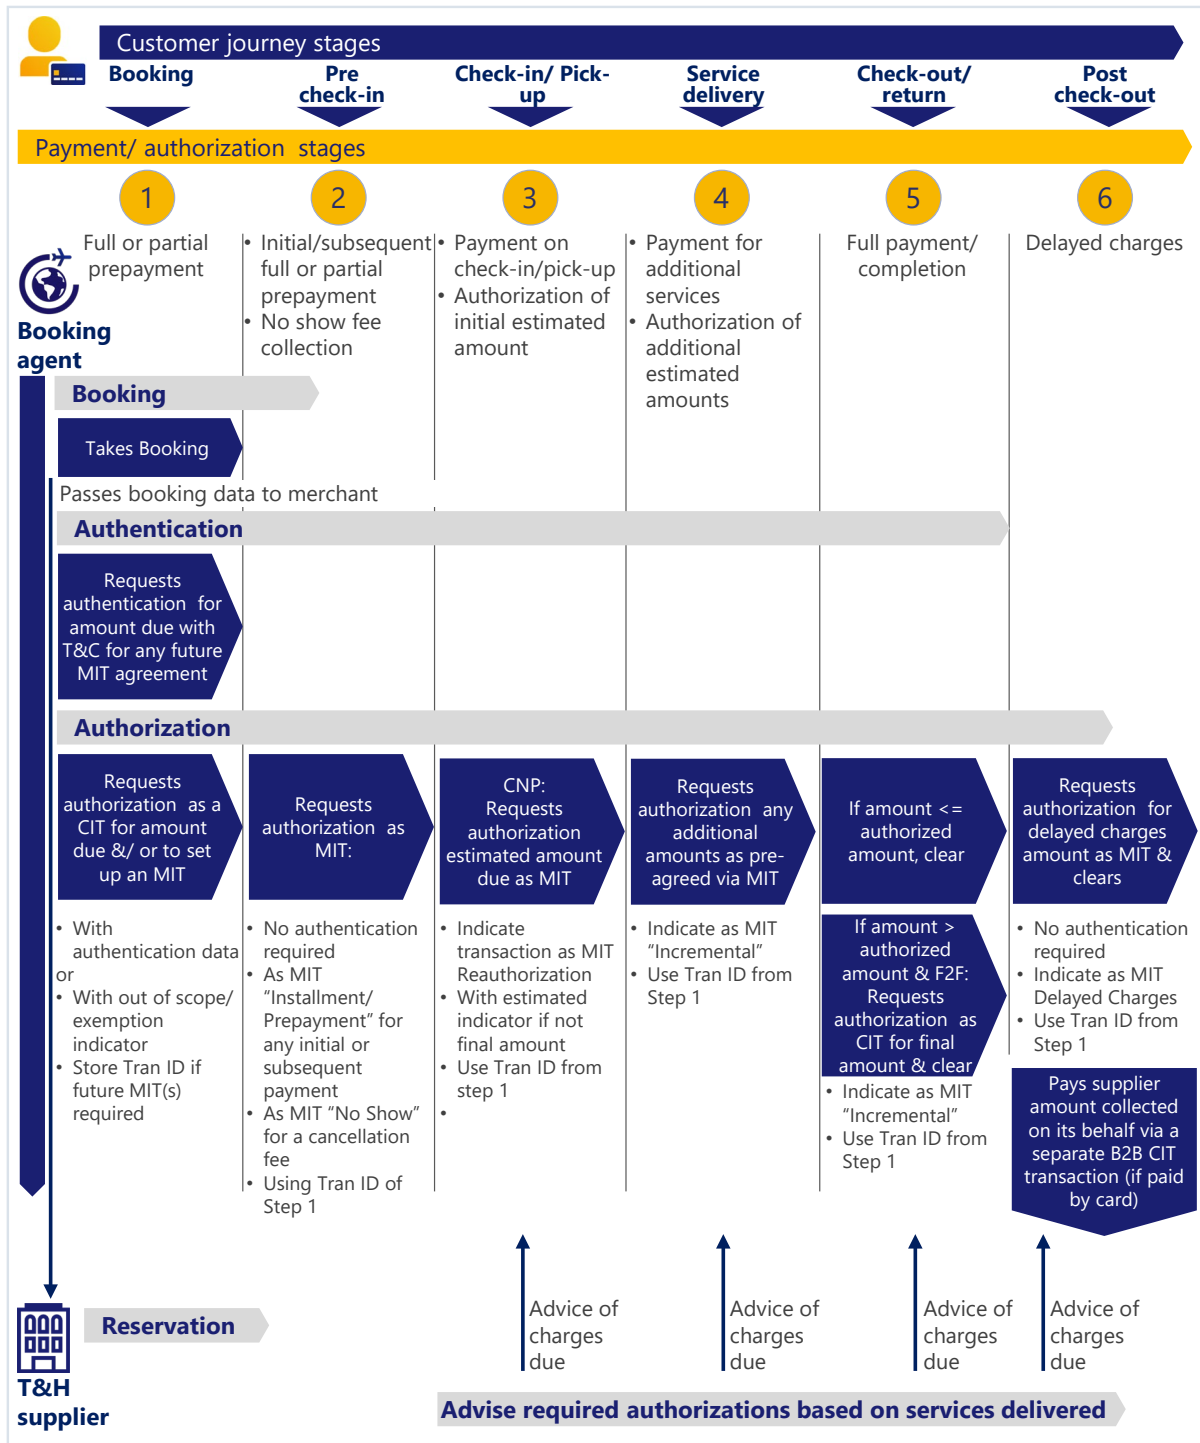 Customer journey stages
Booking
Pre
check-in
Check-in/ Pick-
up
Service
delivery
Check-out/
return
Post
check-out
Payment/ authorization stages
1
2
3
4
5
6
Full or partial
prepayment
• Initial/subsequent
full or partial
prepayment
• No show fee
collection
• Payment on
check-in/pick-up
• Authorization of
initial estimated
amount
• Payment for
additional
services
• Authorization of
additional
estimated
amounts
Full payment/
completion
Delayed charges
Booking
agent
Booking
Takes Booking
Passes booking data to merchant
Authentication
Requests
authentication for
amount due with
T&C for any future
MIT agreement
Authorization
Requests
authorization as a
CIT for amount
due &/ or to set
up an MIT
Requests
authorization as
MIT:
CNP:
Requests
authorization
estimated amount
due as MIT
Requests
authorization any
additional
amounts as pre-
agreed via MIT
If amount <=
authorized
amount, clear
Requests
authorization for
delayed charges
amount as MIT &
clears
• With
authentication data
or
• With out of scope/
exemption
indicator
• Store Tran ID if
future MIT(s)
required
• No authentication
required
• As MIT
“Installment/
Prepayment” for
any initial or
subsequent
payment
• As MIT “No Show”
for a cancellation
fee
• Using Tran ID of
Step 1
• Indicate
transaction as MIT
Reauthorization
• With estimated
indicator if not
final amount
• Use Tran ID from
step 1
•
• Indicate as MIT
“Incremental”
• Use Tran ID from
Step 1
If amount >
authorized
amount & F2F:
Requests
authorization as
CIT for final
amount & clear
• Indicate as MIT
“Incremental”
• Use Tran ID from
Step 1
• No authentication
required
• Indicate as MIT
Delayed Charges
• Use Tran ID from
Step 1
Pays supplier
amount collected
on its behalf via a
separate B2B CIT
transaction (if paid
by card)
T&H
supplier
Reservation
Advice of
charges
due
Advice of
charges
due
Advice of
charges
due
Advice of
charges
due
Advise required authorizations based on services delivered